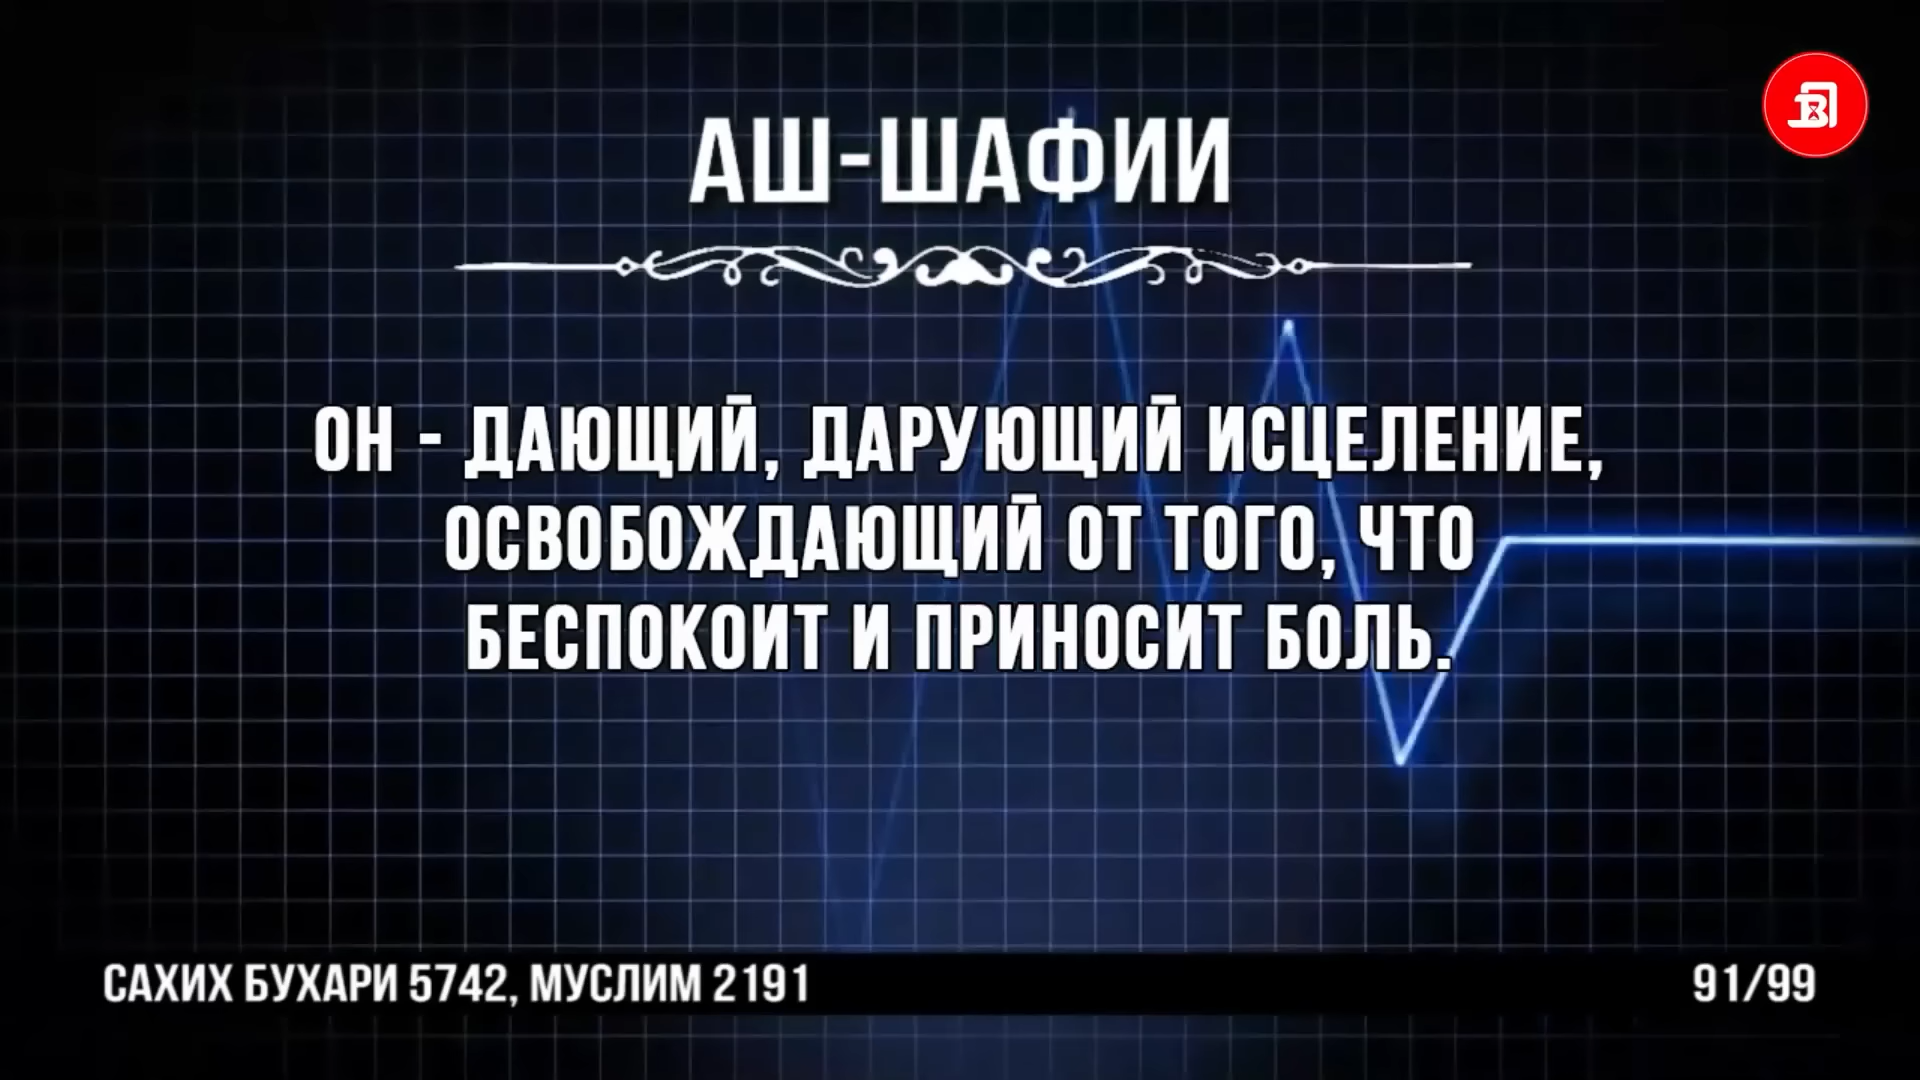 АШ-ШАФИИ
ОН - ДАЮЩИЙ, ДАРУЮЩИЙ ИСЦЕЛЕНИЕ,
ОСВОБОЖДАЮЩИЙ ОТ ТОГО, ЧТО
БЕСПОКОИТ И ПРИНОСИТ БОЛЬ.
САХИХ БУХАРИ 5742, МУСЛИМ 2191
91/99